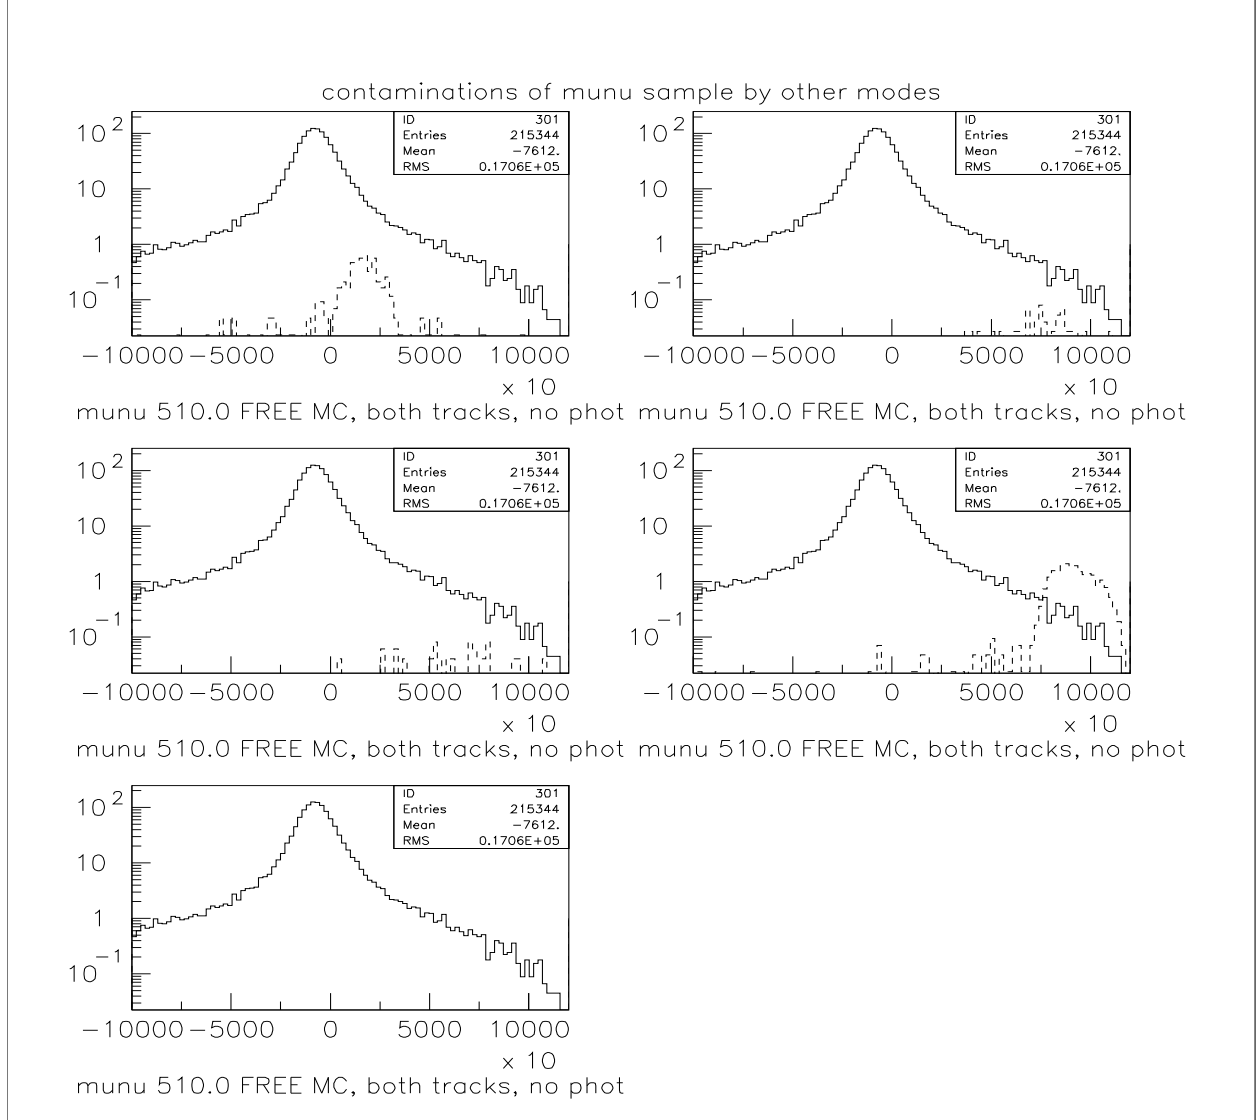 contaminations of munu sample by other modes
ID 301
Entries 215344
Mean -7612.
RMS 0.1706E+05
10 2
10
1
10 -1
-10000 -5000 0 5000 10000
x 10
munu 510.0 FREE MC, both tracks, no phot
ID 301
Entries 215344
Mean -7612.
RMS 0.1706E+05
10 2
10
1
10 -1
-10000 -5000 0 5000 10000
x 10
munu 510.0 FREE MC, both tracks, no phot
ID 301
Entries 215344
Mean -7612.
RMS 0.1706E+05
10 2
10
1
10 -1
-10000 -5000 0 5000 10000
x 10
munu 510.0 FREE MC, both tracks, no phot
ID 301
Entries 215344
Mean -7612.
RMS 0.1706E+05
10 2
10
1
10 -1
-10000 -5000 0 5000 10000
x 10
munu 510.0 FREE MC, both tracks, no phot
ID 301
Entries 215344
Mean -7612.
RMS 0.1706E+05
10 2
10
1
10 -1
-10000 -5000 0 5000 10000
x 10
munu 510.0 FREE MC, both tracks, no phot